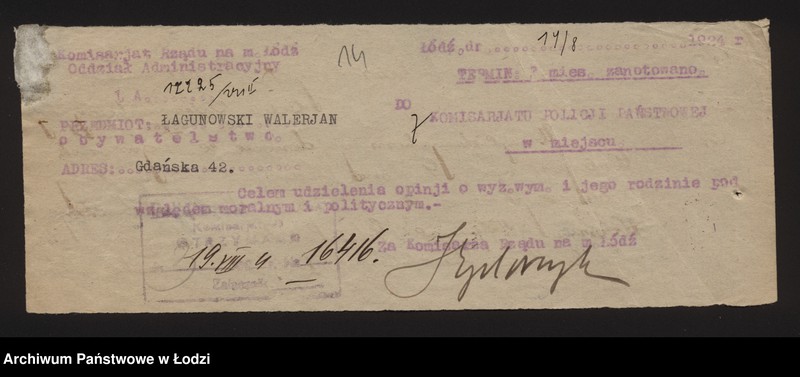 Komisarjat Rządu na m.Łódź
Oddział Administracyjny
14
Łódź, dn 14/8 1924 r
TERMIN: ? mies. zanotowano.
12225/VIII
PRZEDMIOT: ŁAGUNOWSKI WALERJAN
obywatelstwo.
ADRES: Gdańska 42.
DO
7 KOMISARJATU POLICJI PAŃSTWOWEJ
w miejscu
Celem udzielenia opinji o wyż.wym. i jego rodzinie pod
względem moralnym i politycznym.-
Za Komisarza Rządu na m.Łódź
19.VIII 16416.
Archiwum Państwowe w Łodzi